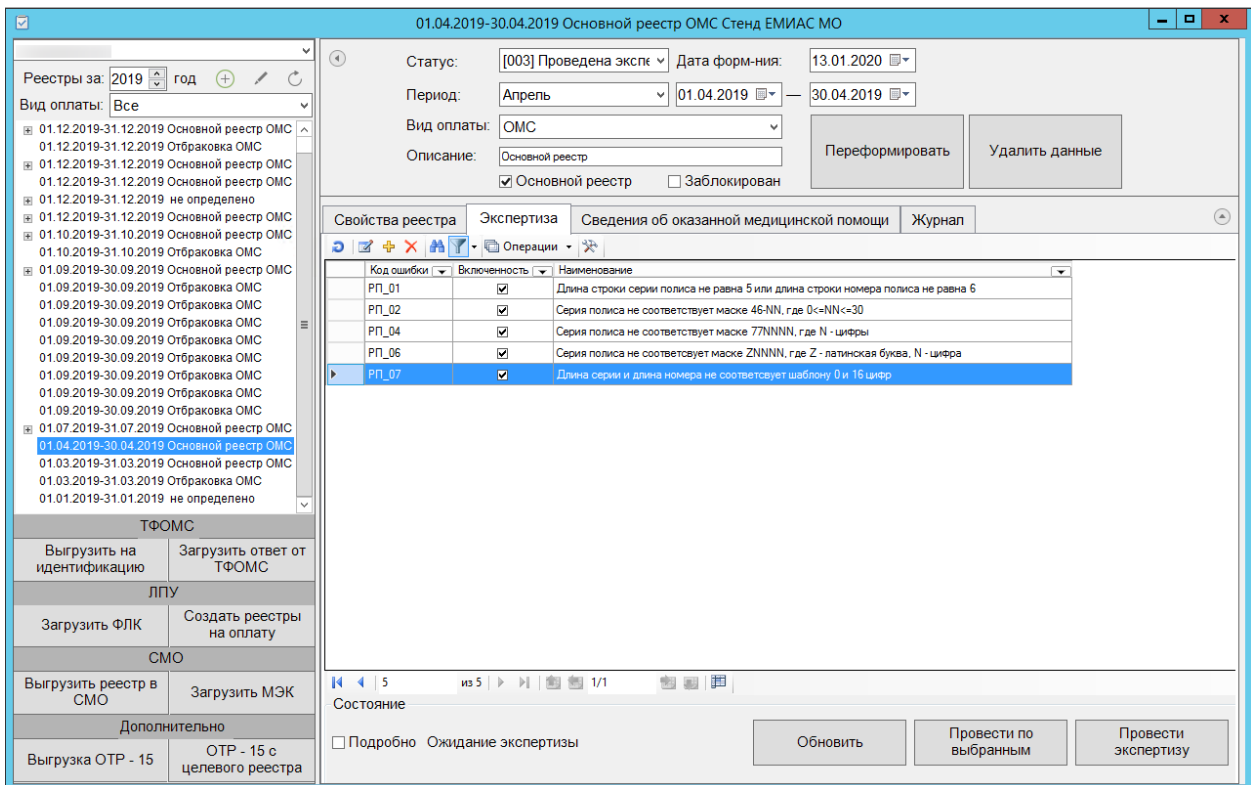 01.04.2019-30.04.2019 Основной реестр ОМС Стенд ЕМИАС МО
Реестры за: 2019 год
Вид оплаты: Все
01.12.2019-31.12.2019 Основной реестр ОМС
01.12.2019-31.12.2019 Отбраковка ОМС
01.12.2019-31.12.2019 Основной реестр ОМС
01.12.2019-31.12.2019 Основной реестр ОМС
01.12.2019-31.12.2019 не определено
01.12.2019-31.12.2019 Основной реестр ОМС
01.10.2019-31.10.2019 Основной реестр ОМС
01.10.2019-31.10.2019 Отбраковка ОМС
01.09.2019-30.09.2019 Основной реестр ОМС
01.09.2019-30.09.2019 Отбраковка ОМС
01.09.2019-30.09.2019 Отбраковка ОМС
01.09.2019-30.09.2019 Отбраковка ОМС
01.09.2019-30.09.2019 Отбраковка ОМС
01.09.2019-30.09.2019 Отбраковка ОМС
01.09.2019-30.09.2019 Отбраковка ОМС
01.09.2019-30.09.2019 Отбраковка ОМС
01.09.2019-30.09.2019 Отбраковка ОМС
01.07.2019-31.07.2019 Основной реестр ОМС
01.04.2019-30.04.2019 Основной реестр ОМС
01.03.2019-31.03.2019 Основной реестр ОМС
01.03.2019-31.03.2019 Отбраковка ОМС
01.01.2019-31.01.2019 не определено
ТФОМС
Выгрузить на идентификацию
Загрузить ответ от ТФОМС
ЛПУ
Загрузить ФЛК
Создать реестры на оплату
СМО
Выгрузить реестр в СМО
Загрузить МЭК
Дополнительно
Выгрузка ОТР - 15
ОТР - 15 с целевого реестра
Статус: [003] Проведена экспе Дата форм-ния: 13.01.2020
Период: Апрель 01.04.2019 — 30.04.2019
Вид оплаты: ОМС
Описание: Основной реестр
Основной реестр Заблокирован
Переформировать
Удалить данные
Свойства реестра Экспертиза Сведения об оказанной медицинской помощи Журнал
Операции
Код ошибки Включенность Наименование
РП_01 Длина строки серии полиса не равна 5 или длина строки номера полиса не равна 6
РП_02 Серия полиса не соответствует маске 46-NN, где 0<=NN<=30
РП_04 Серия полиса не соответствует маске 77NNNN, где N - цифры
РП_06 Серия полиса не соответсвует маске ZNNNN, где Z - латинская буква, N - цифра
РП_07 Длина серии и длина номера не соответсвует шаблону 0 и 16 цифр
5 из 5 1/1
Состояние
Подробно Ожидание экспертизы
Обновить
Провести по выбранным
Провести экспертизу